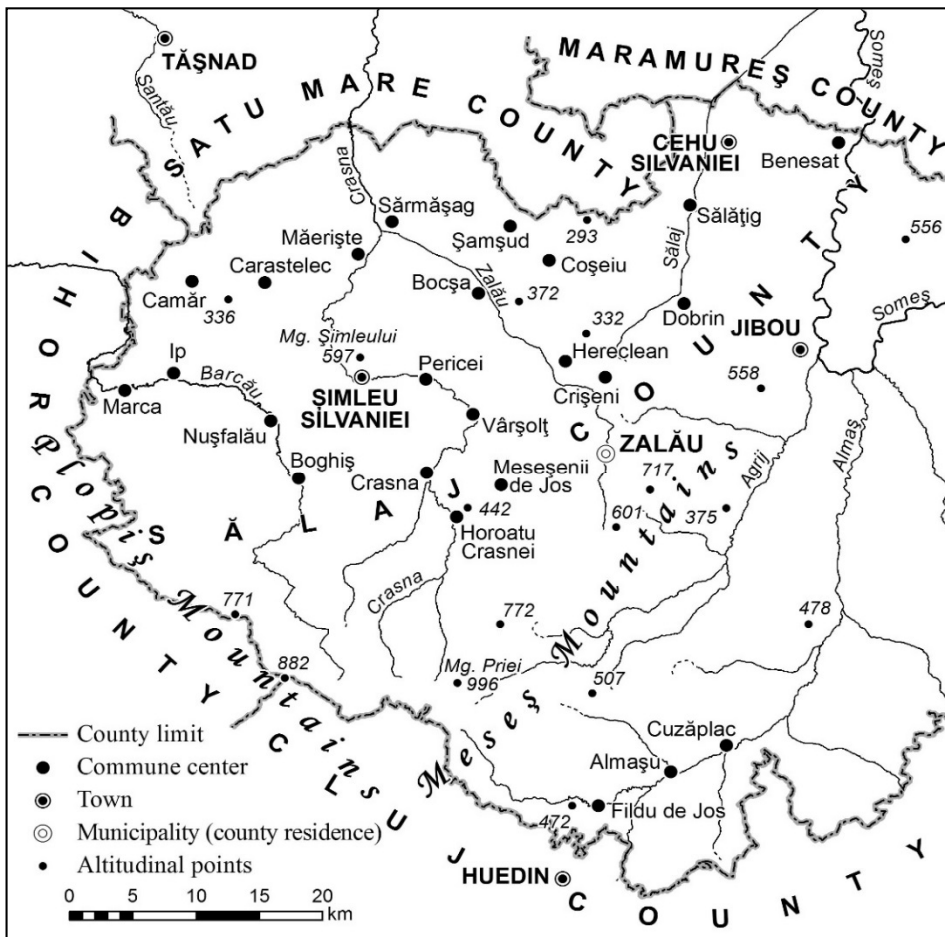 TĂŞNAD
Santău
SATU MARE COUNTY
MARAMUREŞ COUNTY
Someş
Crasna
CEHU
SILVANIEI
Benesat
BIHOR COUNTY
Sărmăşag
Şamşud
293
Sălăţig
556
Măerişte
Coşeiu
Sălaj
Camăr
Carastelec
336
Bocşa
Zalău
372
Dobrin
Someş
332
JIBOU
Mg. Şimleului
597
Ip
Barcău
Pericei
Hereclean
Marca
ŞIMLEU
SILVANIEI
Crişeni
558
Nuşfalău
Vârşolţ
ZALĂU
Almaş
Agrij
Boghiş
Crasna
Meseşenii
de Jos
717
442
601
375
Horoatu
Crasnei
SĂLAJ COUNTY
Plopiş Mountains
Crasna
771
772
478
882
Mg. Priei
996
507
Meseş Mountains
Cuzăplac
Almaşu
472
Fildu de Jos
HUEDIN
CLUJ COUNTY
County limit
Commune center
Town
Municipality (county residence)
Altitudinal points
0 4 8 12 16 20
km